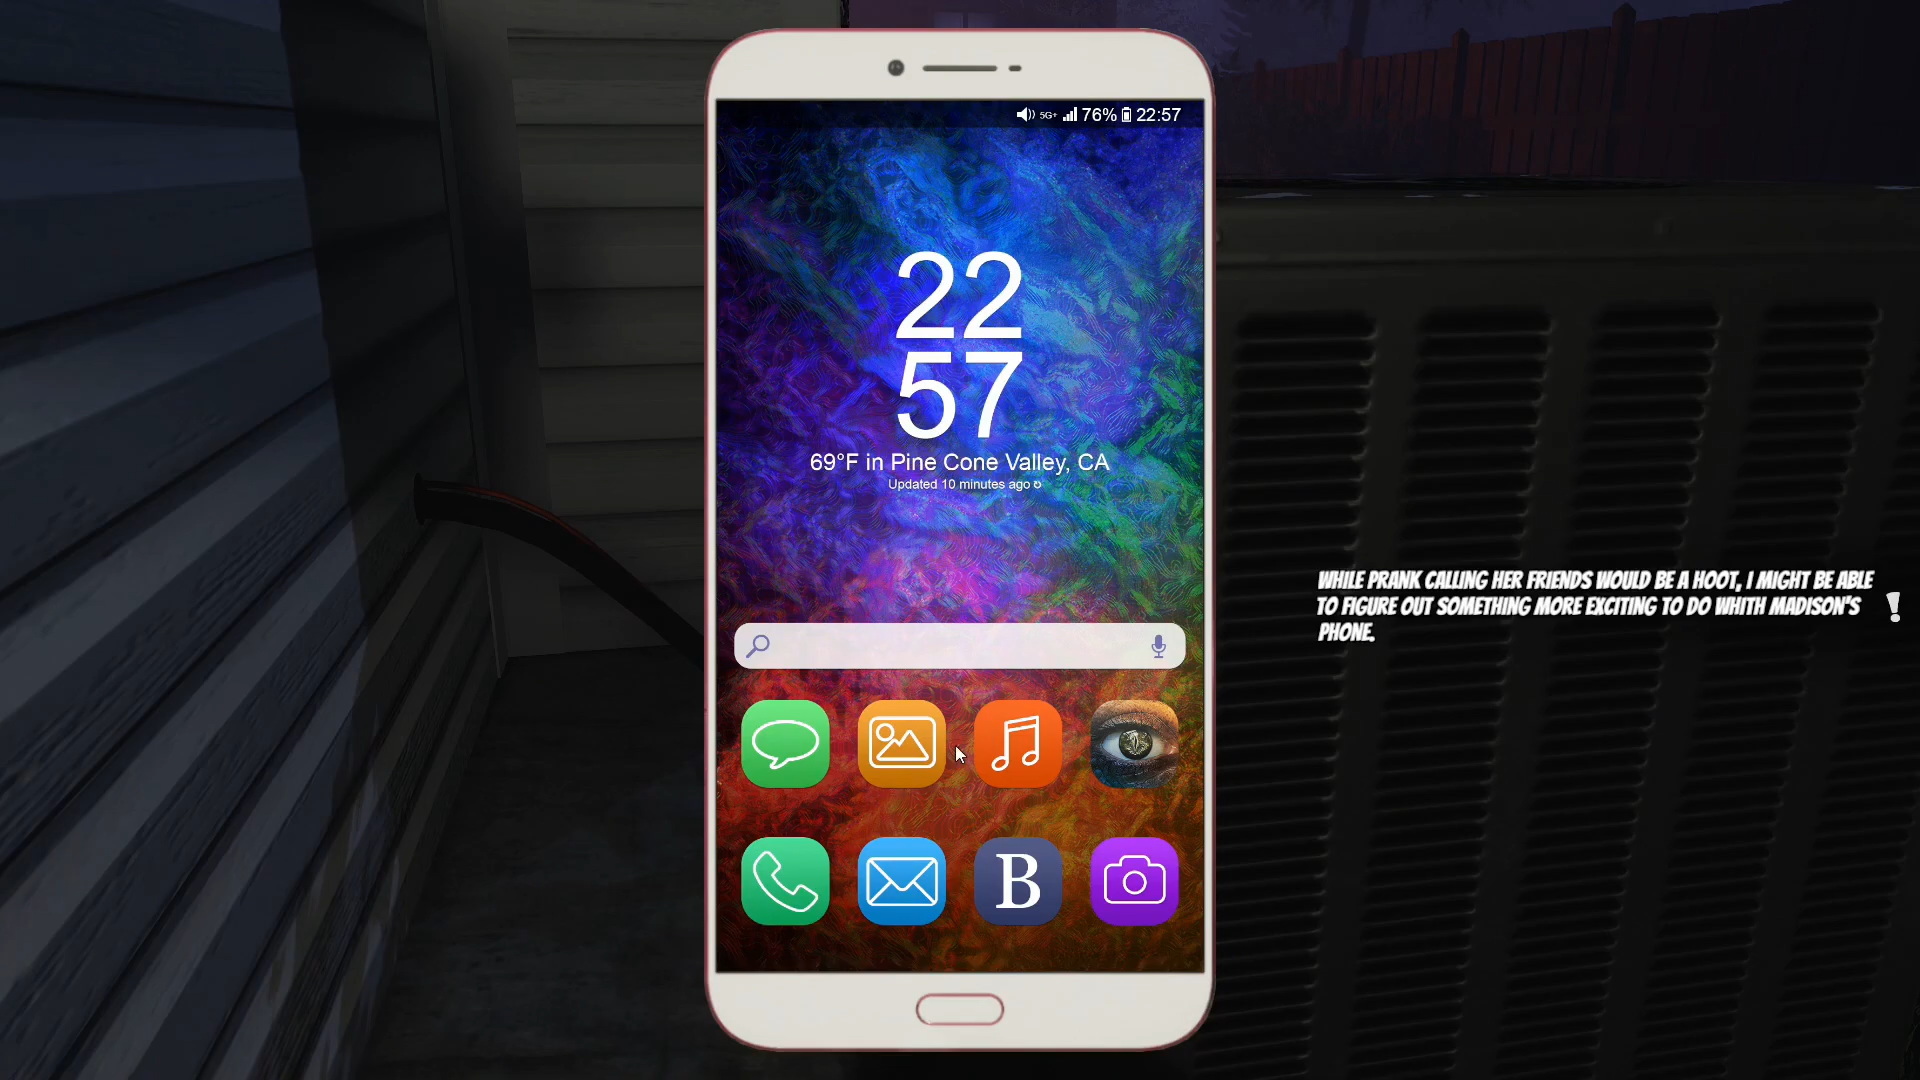 5G+ 76% 22:57
22
57
69°F in Pine Cone Valley, CA
Updated 10 minutes ago
WHILE PRANK CALLING HER FRIENDS WOULD BE A HOOT, I MIGHT BE ABLE
TO FIGURE OUT SOMETHING MORE EXCITING TO DO WHITH MADISON'S
PHONE.
!
B